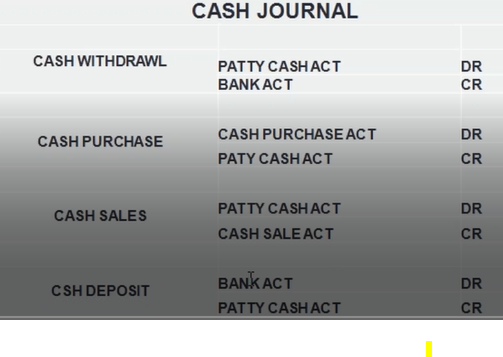 CASH JOURNAL
CASH WITHDRAWL
PATTY CASH ACT DR
BANK ACT CR
CASH PURCHASE
CASH PURCHASE ACT DR
PATY CASH ACT CR
CASH SALES
PATTY CASH ACT DR
CASH SALE ACT CR
CSH DEPOSIT
BANK ACT DR
PATTY CASH ACT CR